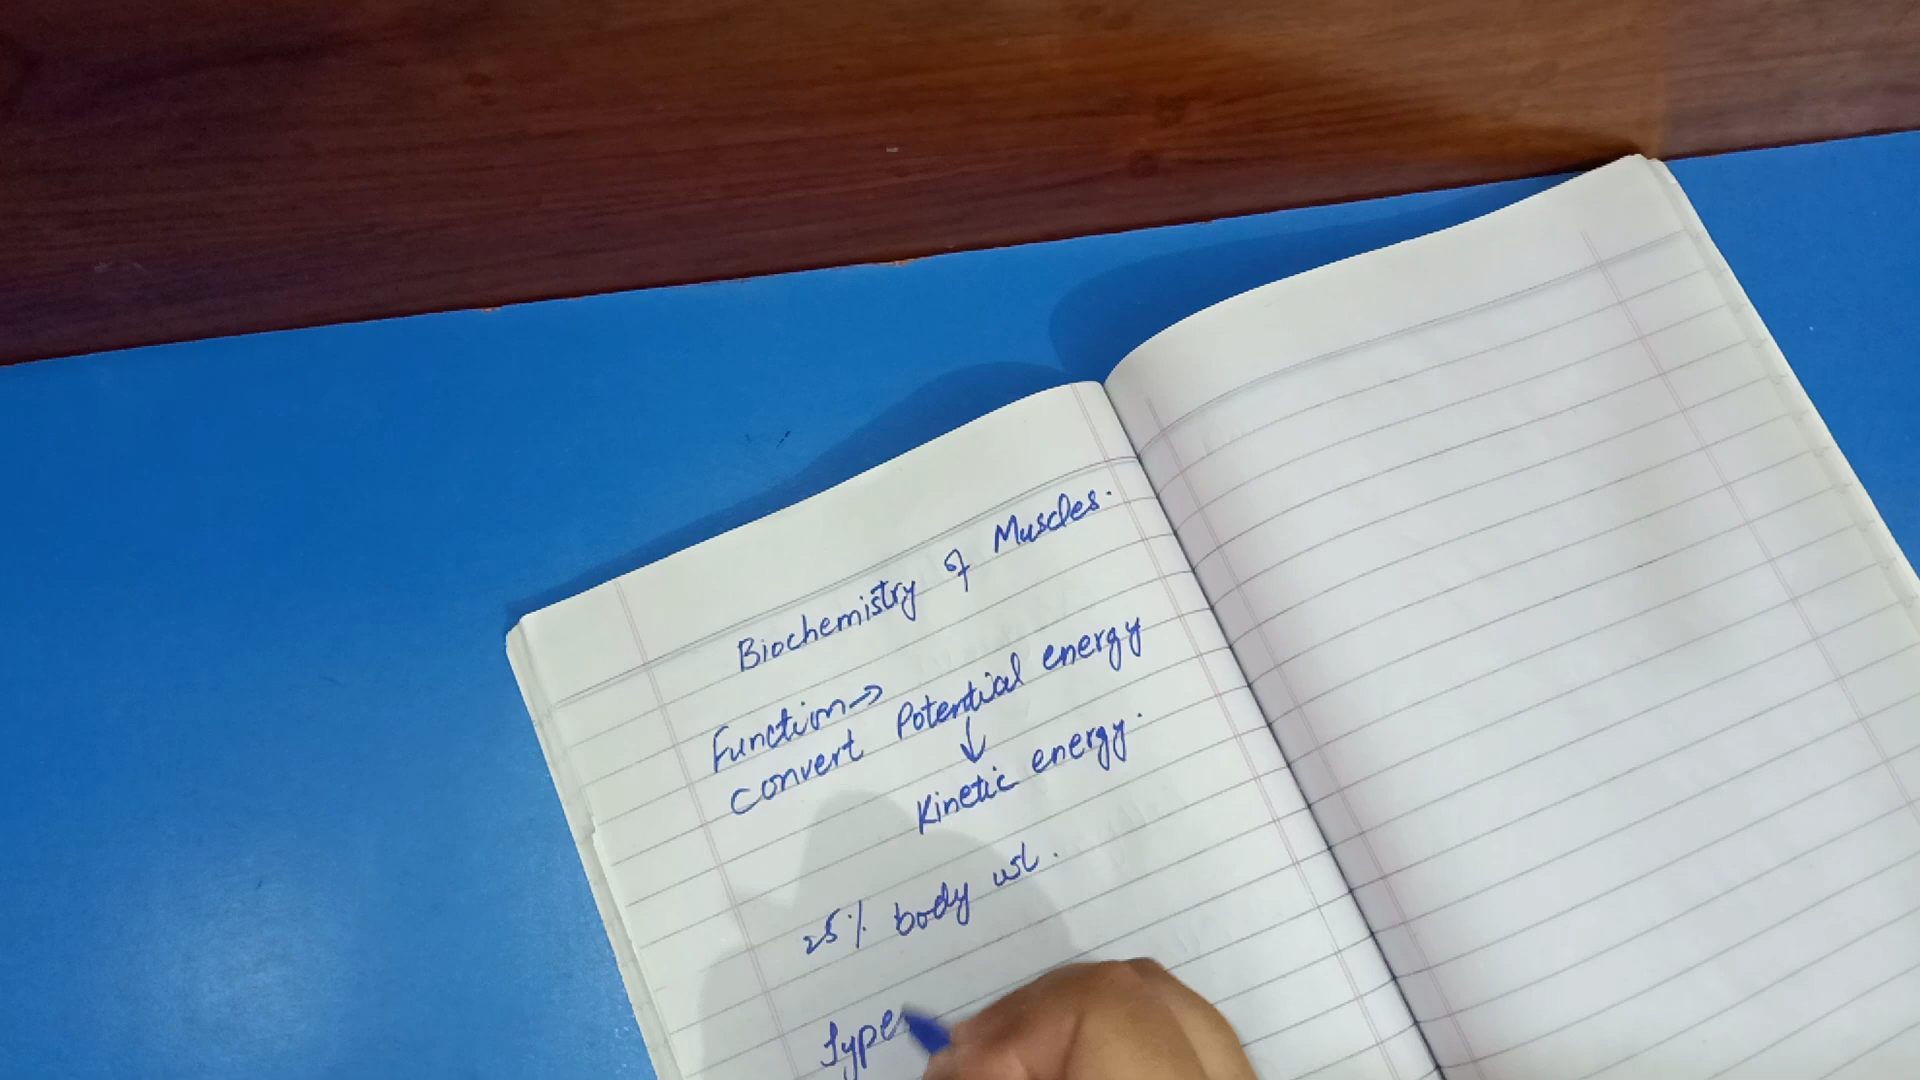 Biochemistry of Muscles.
Function→
convert Potential energy
↓
Kinetic energy.
25% body wt.
Type